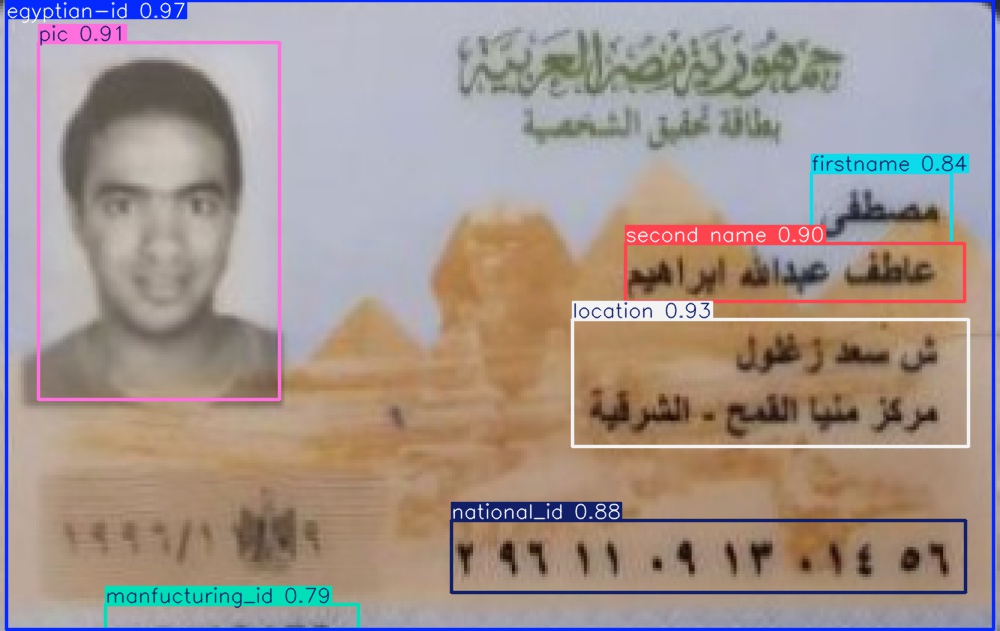 egyptian-id 0.97
pic 0.91
جمهورية مصر العربية
بطاقة تحقيق الشخصية
firstname 0.84
مصطفى
second name 0.90
عاطف عبدالله ابراهيم
location 0.93
ش سعد زغلول
مركز منيا القمح - الشرقية
national_id 0.88
٢ ٩٦ ١١ ٠٩ ١٣ ٠١٤ ٥٦
manfucturing_id 0.79